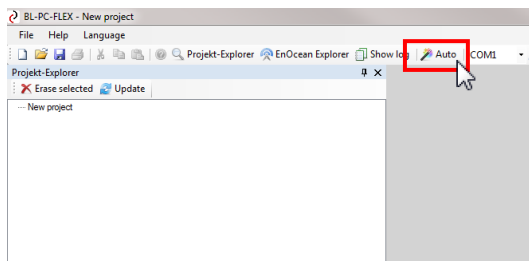 BL-PC-FLEX - New project
File Help Language
Projekt-Explorer EnOcean Explorer Show log Auto COM1
Projekt-Explorer
Erase selected Update
New project